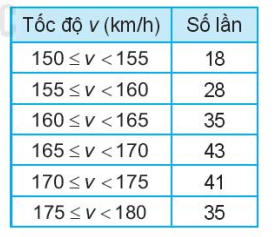 Tốc độ v (km/h) Số lần
150 ≤ v < 155 18
155 ≤ v < 160 28
160 ≤ v < 165 35
165 ≤ v < 170 43
170 ≤ v < 175 41
175 ≤ v < 180 35